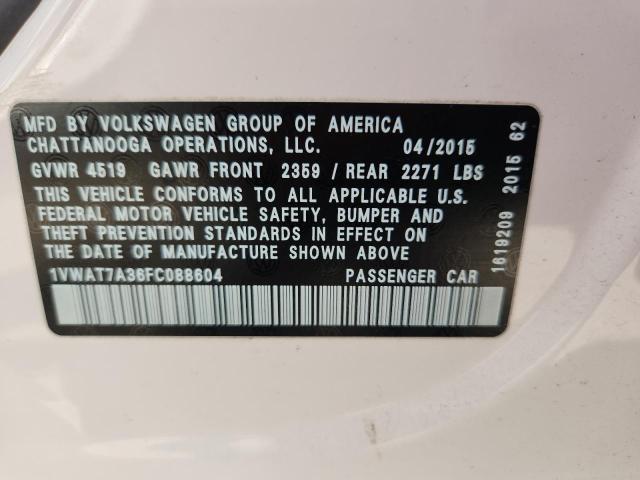 MFD BY VOLKSWAGEN GROUP OF AMERICA
CHATTANOOGA OPERATIONS, LLC. 04/2015
GVWR 4519 GAWR FRONT 2359 / REAR 2271 LBS
THIS VEHICLE CONFORMS TO ALL APPLICABLE U.S.
FEDERAL MOTOR VEHICLE SAFETY, BUMPER AND
THEFT PREVENTION STANDARDS IN EFFECT ON
THE DATE OF MANUFACTURE SHOWN ABOVE
1VWAT7A36FC088604 PASSENGER CAR
1619209 2015 62